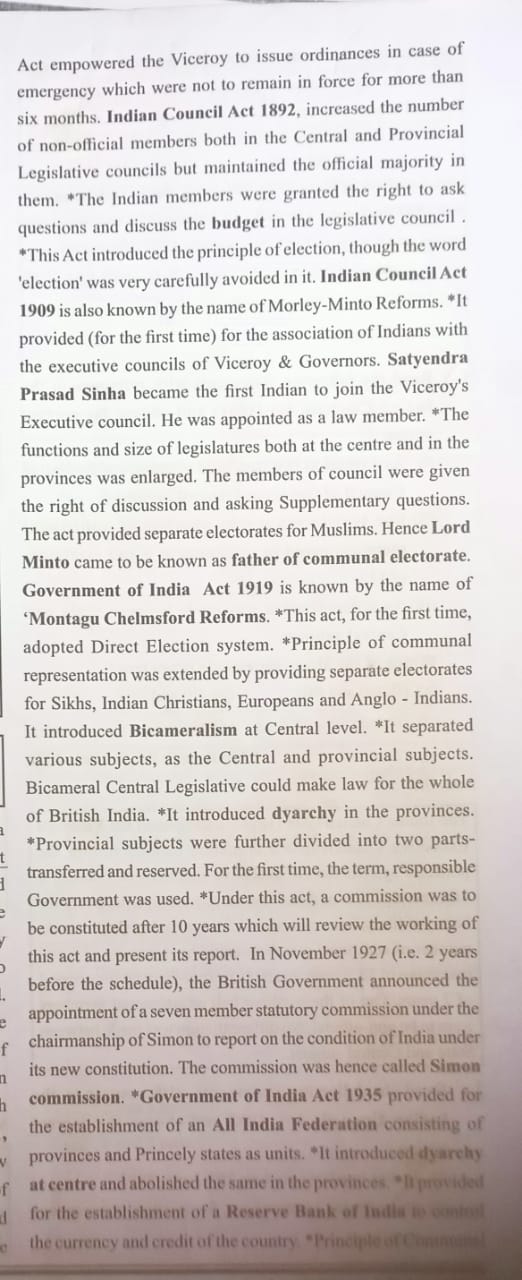 Act empowered the Viceroy to issue ordinances in case of
emergency which were not to remain in force for more than
six months. Indian Council Act 1892, increased the number
of non-official members both in the Central and Provincial
Legislative councils but maintained the official majority in
them. *The Indian members were granted the right to ask
questions and discuss the budget in the legislative council .
*This Act introduced the principle of election, though the word
'election' was very carefully avoided in it. Indian Council Act
1909 is also known by the name of Morley-Minto Reforms. *It
provided (for the first time) for the association of Indians with
the executive councils of Viceroy & Governors. Satyendra
Prasad Sinha became the first Indian to join the Viceroy's
Executive council. He was appointed as a law member. *The
functions and size of legislatures both at the centre and in the
provinces was enlarged. The members of council were given
the right of discussion and asking Supplementary questions.
The act provided separate electorates for Muslims. Hence Lord
Minto came to be known as father of communal electorate.
Government of India Act 1919 is known by the name of
‘Montagu Chelmsford Reforms. *This act, for the first time,
adopted Direct Election system. *Principle of communal
representation was extended by providing separate electorates
for Sikhs, Indian Christians, Europeans and Anglo - Indians.
It introduced Bicameralism at Central level. *It separated
various subjects, as the Central and provincial subjects.
Bicameral Central Legislative could make law for the whole
of British India. *It introduced dyarchy in the provinces.
*Provincial subjects were further divided into two parts-
transferred and reserved. For the first time, the term, responsible
Government was used. *Under this act, a commission was to
be constituted after 10 years which will review the working of
this act and present its report. In November 1927 (i.e. 2 years
before the schedule), the British Government announced the
appointment of a seven member statutory commission under the
chairmanship of Simon to report on the condition of India under
its new constitution. The commission was hence called Simon
commission. *Government of India Act 1935 provided for
the establishment of an All India Federation consisting of
provinces and Princely states as units. *It introduced dyarchy
at centre and abolished the same in the provinces. *It provided
for the establishment of a Reserve Bank of India to control
the currency and credit of the country. *Principle of Communal